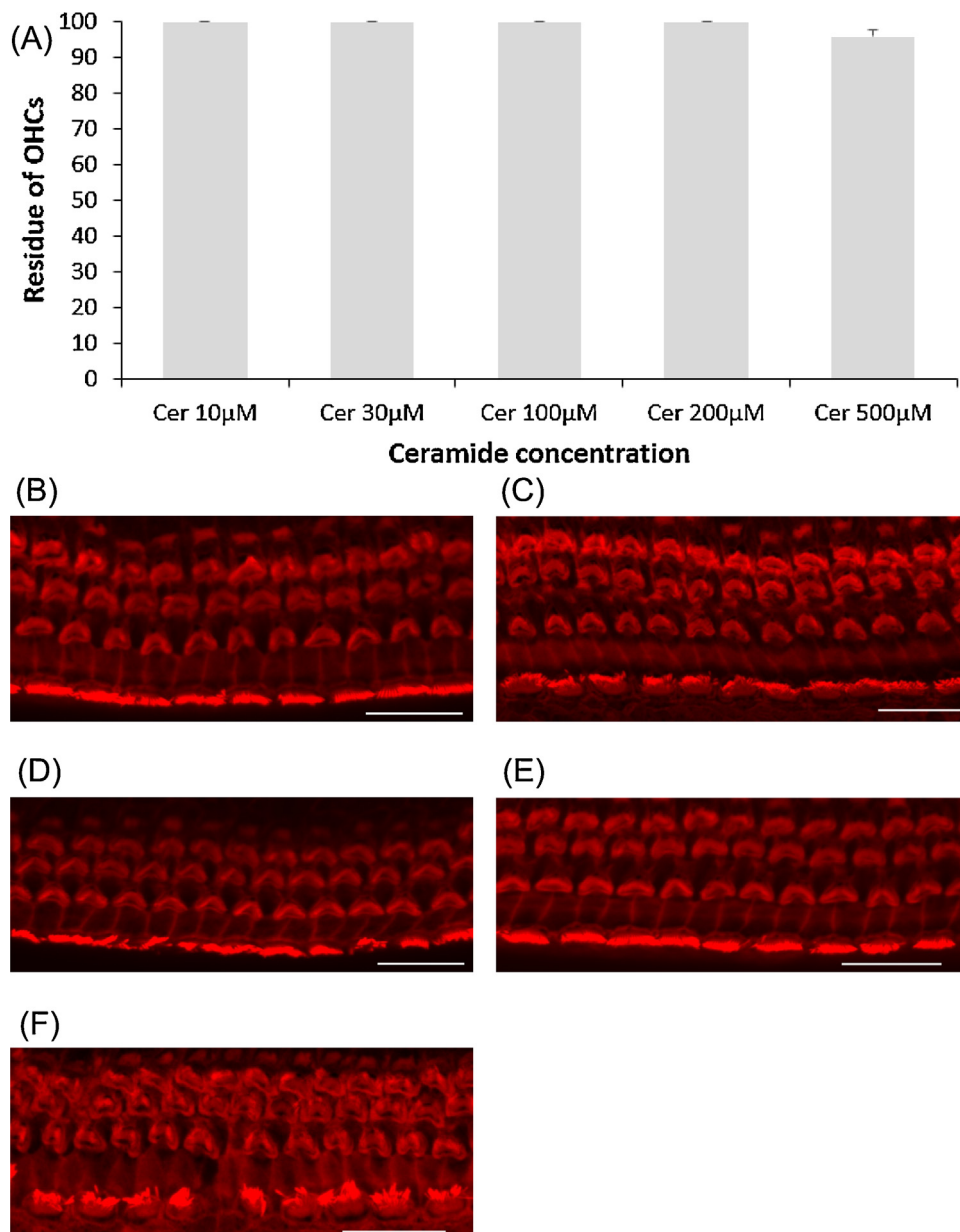 (A)
Residue of OHCs
100
90
80
70
60
50
40
30
20
10
0
Cer 10µM Cer 30µM Cer 100µM Cer 200µM Cer 500µM
Ceramide concentration
(B) (C)
(D) (E)
(F)